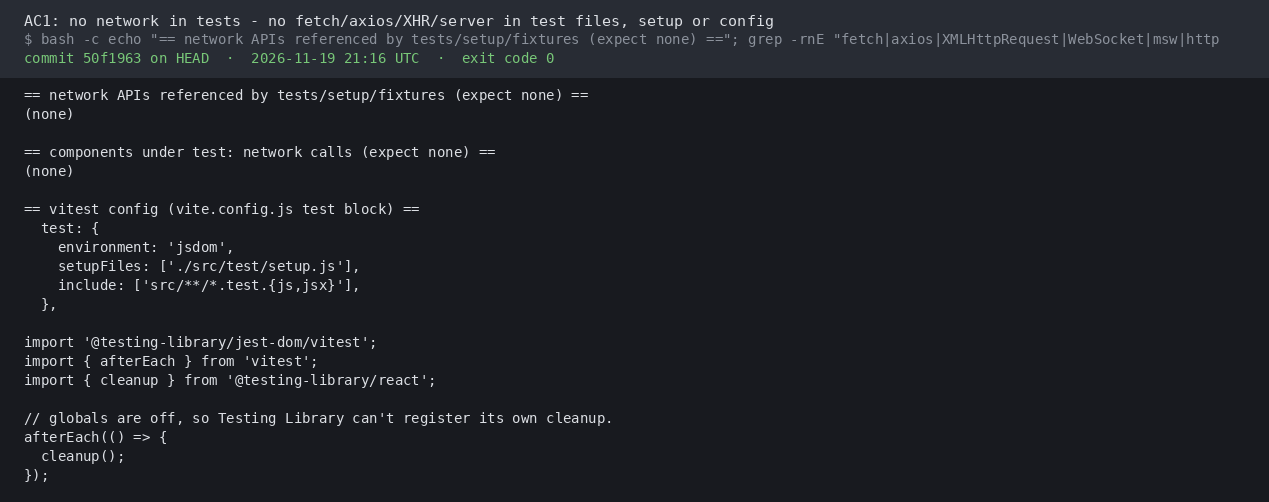 AC1: no network in tests - no fetch/axios/XHR/server in test files, setup or config
$ bash -c echo "== network APIs referenced by tests/setup/fixtures (expect none) =="; grep -rnE "fetch|axios|XMLHttpRequest|WebSocket|msw|http
commit 50f1963 on HEAD · 2026-11-19 21:16 UTC · exit code 0
== network APIs referenced by tests/setup/fixtures (expect none) ==
(none)
== components under test: network calls (expect none) ==
(none)
== vitest config (vite.config.js test block) ==
  test: {
    environment: 'jsdom',
    setupFiles: ['./src/test/setup.js'],
    include: ['src/**/*.test.{js,jsx}'],
  },
import '@testing-library/jest-dom/vitest';
import { afterEach } from 'vitest';
import { cleanup } from '@testing-library/react';
// globals are off, so Testing Library can't register its own cleanup.
afterEach(() => {
  cleanup();
});